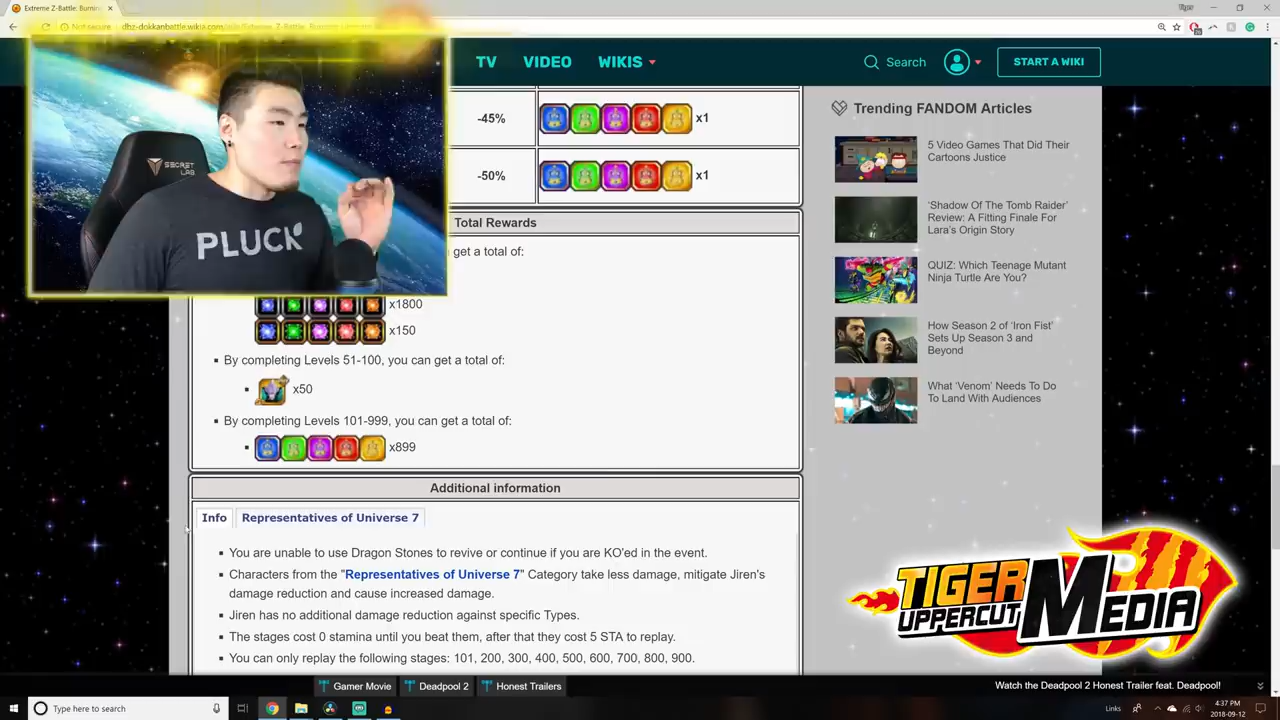 Extreme Z-Battle: Burnin
Tiger
Not secure
TV VIDEO WIKIS
Search
START A WIKI
SECRET LAB
PLUCK
-45%
x1
-50%
x1
Total Rewards
get a total of:
x1800
x150
By completing Levels 51-100, you can get a total of:
x50
By completing Levels 101-999, you can get a total of:
x899
Additional information
Info Representatives of Universe 7
You are unable to use Dragon Stones to revive or continue if you are KO'ed in the event.
Characters from the "Representatives of Universe 7" Category take less damage, mitigate Jiren's
damage reduction and cause increased damage.
Jiren has no additional damage reduction against specific Types.
The stages cost 0 stamina until you beat them, after that they cost 5 STA to replay.
You can only replay the following stages: 101, 200, 300, 400, 500, 600, 700, 800, 900.
Trending FANDOM Articles
5 Video Games That Did Their
Cartoons Justice
'Shadow Of The Tomb Raider'
Review: A Fitting Finale For
Lara's Origin Story
QUIZ: Which Teenage Mutant
Ninja Turtle Are You?
How Season 2 of 'Iron Fist'
Sets Up Season 3 and
Beyond
What 'Venom' Needs To Do
To Land With Audiences
TIGER
UPPERCUT
MEDIA
Gamer Movie Deadpool 2 Honest Trailers
Watch the Deadpool 2 Honest Trailer feat. Deadpool!
Type here to search
Links
4:37 PM
2018-09-12